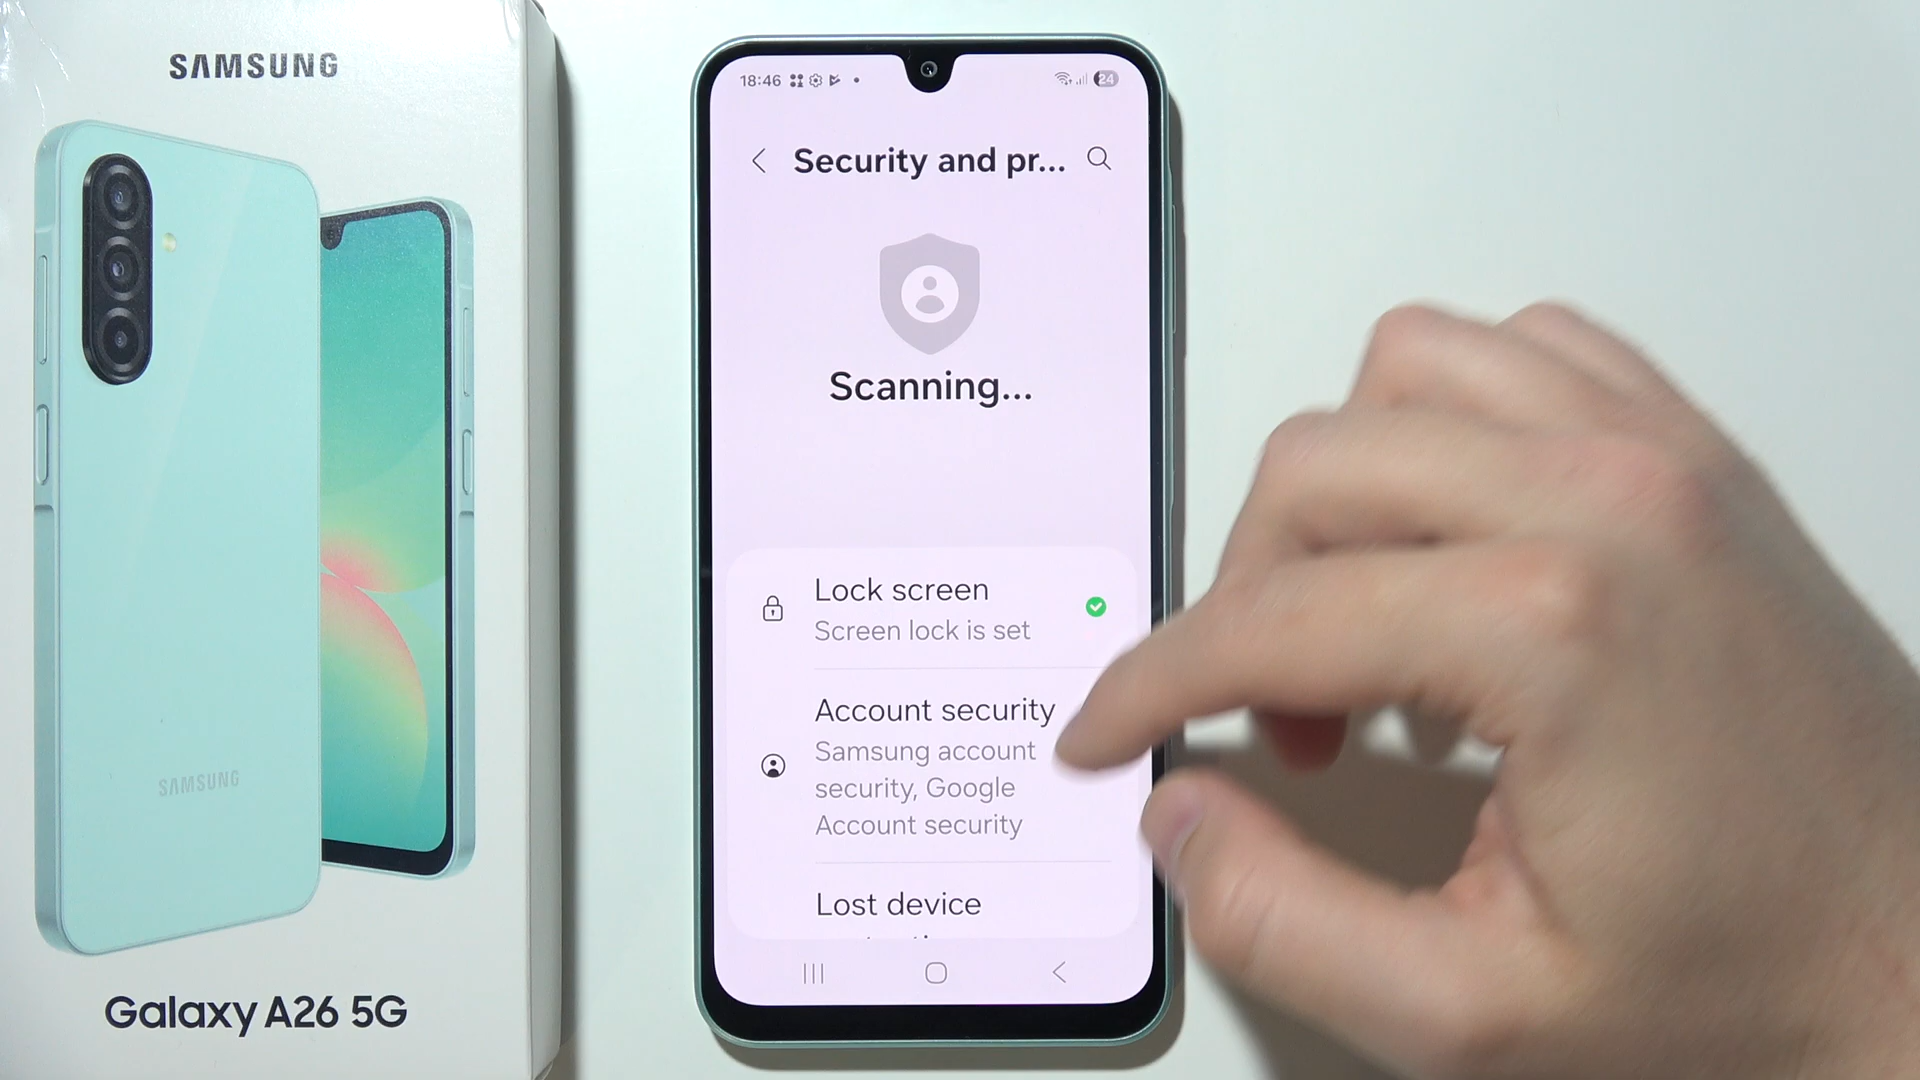 SAMSUNG
SAMSUNG
Galaxy A26 5G
18:46
24
Security and pr...
Scanning...
Lock screen
Screen lock is set
Account security
Samsung account
security, Google
Account security
Lost device